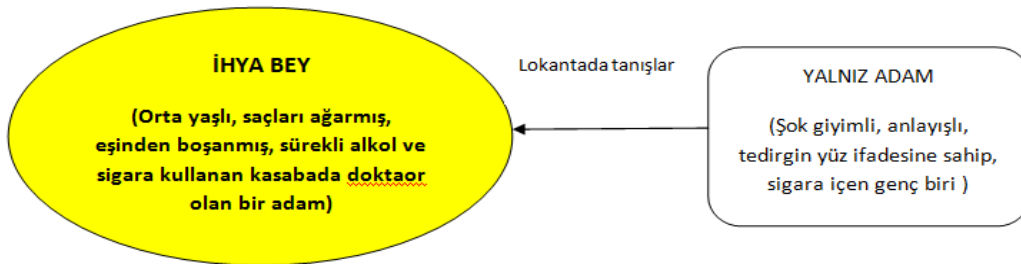 İHYA BEY
(Orta yaşlı, saçları ağarmış,
eşinden boşanmış, sürekli alkol ve
sigara kullanan kasabada doktaor
olan bir adam)
Lokantada tanışlar
YALNIZ ADAM
(Şok giyimli, anlayışlı,
tedirgin yüz ifadesine sahip,
sigara içen genç biri )